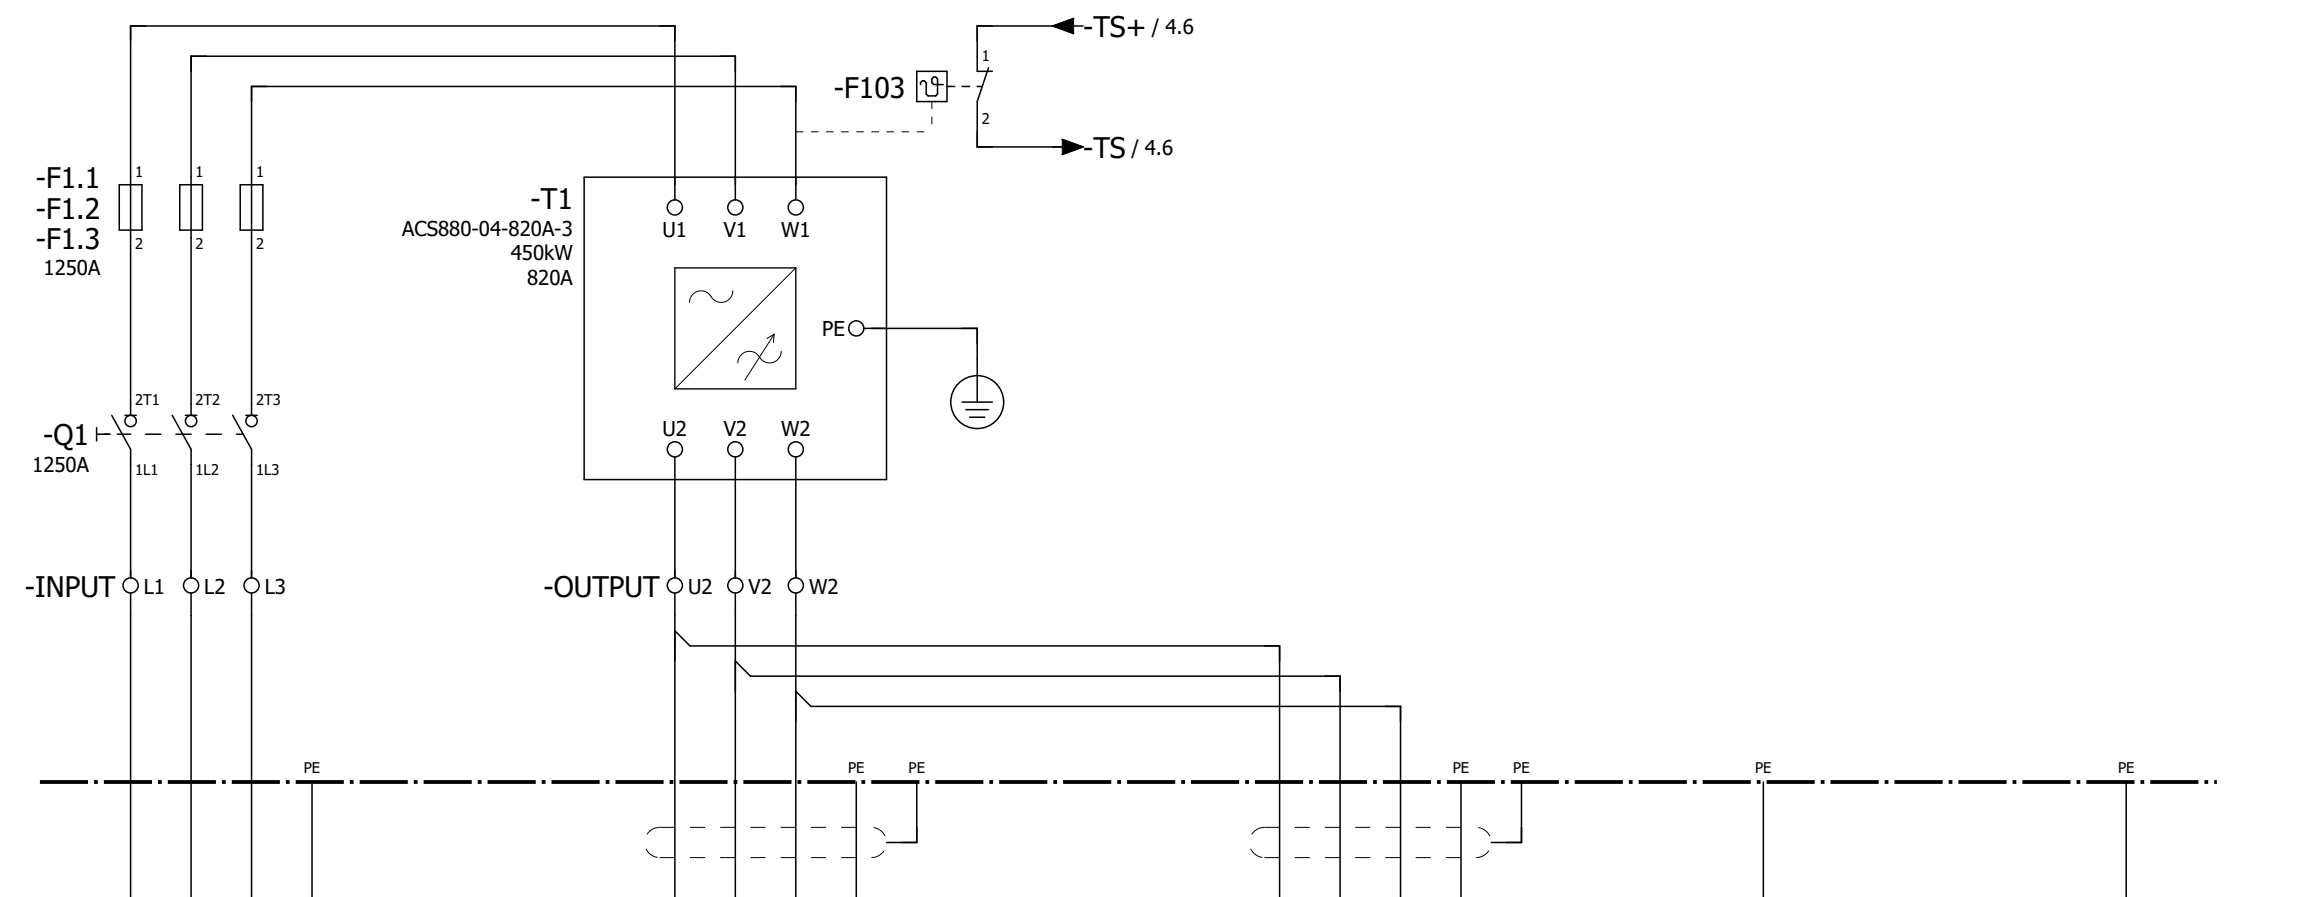 -TS+ / 4.6
1
-F103
2
-TS / 4.6
-F1.1
-F1.2
-F1.3
1250A
1 1 1
2 2 2
-T1
ACS880-04-820A-3
450kW
820A
U1 V1 W1
PE
U2 V2 W2
2T1 2T2 2T3
-Q1
1250A
1L1 1L2 1L3
-INPUT L1 L2 L3
-OUTPUT U2 V2 W2
PE PE PE PE PE PE PE